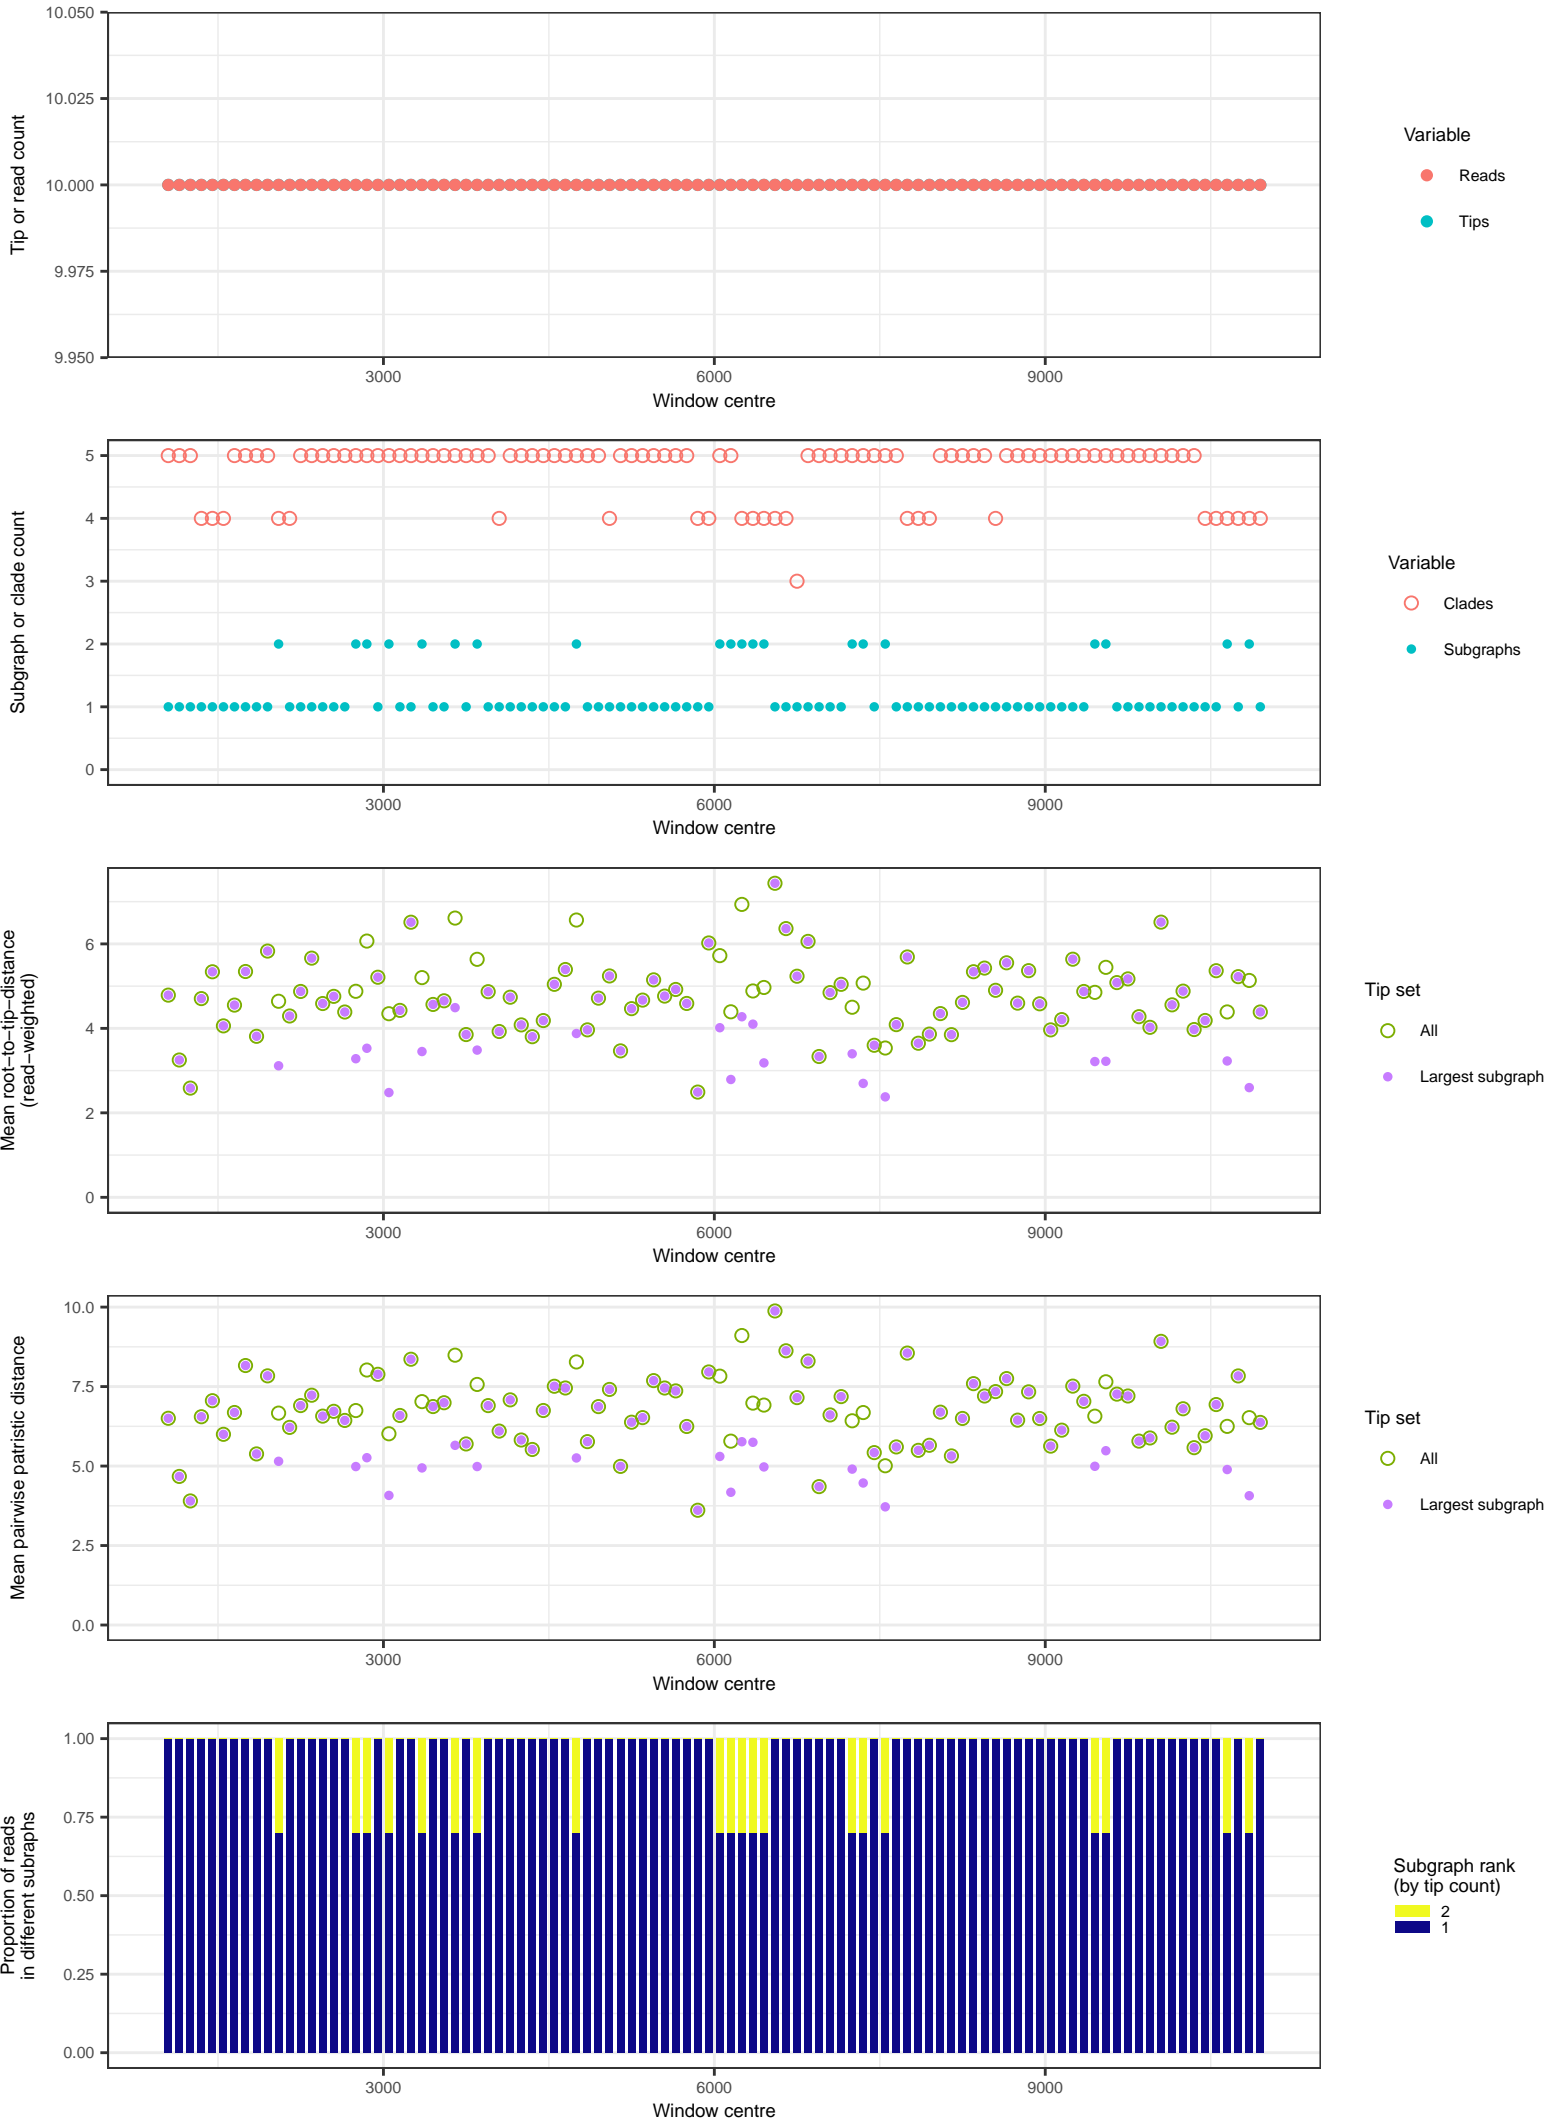 10.050
10.025
10.000
9.975
9.950
Tip or read count
3000
6000
9000
Window centre
Variable
Reads
Tips
5
4
3
2
1
0
Subgraph or clade count
3000
6000
9000
Window centre
Variable
Clades
Subgraphs
6
4
2
0
Mean root−to−tip−distance
(read−weighted)
3000
6000
9000
Window centre
Tip set
All
Largest subgraph
10.0
7.5
5.0
2.5
0.0
Mean pairwise patristic distance
3000
6000
9000
Window centre
Tip set
All
Largest subgraph
1.00
0.75
0.50
0.25
0.00
Proportion of reads
in different subraphs
3000
6000
9000
Window centre
Subgraph rank
(by tip count)
2
1